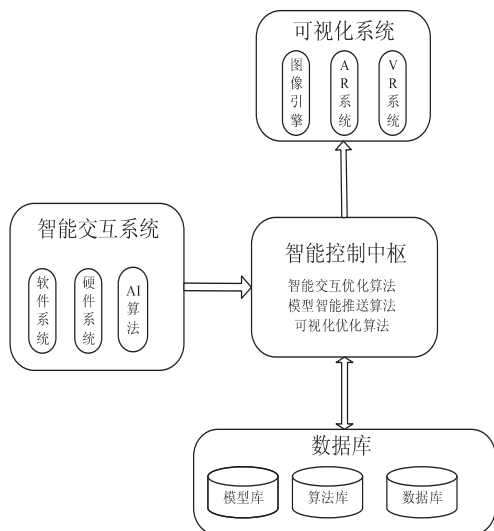 可视化系统
图像引擎
AR系统
VR系统
智能交互系统
软件系统
硬件系统
AI算法
智能控制中枢
智能交互优化算法
模型智能推送算法
可视化优化算法
数据库
模型库
算法库
数据库